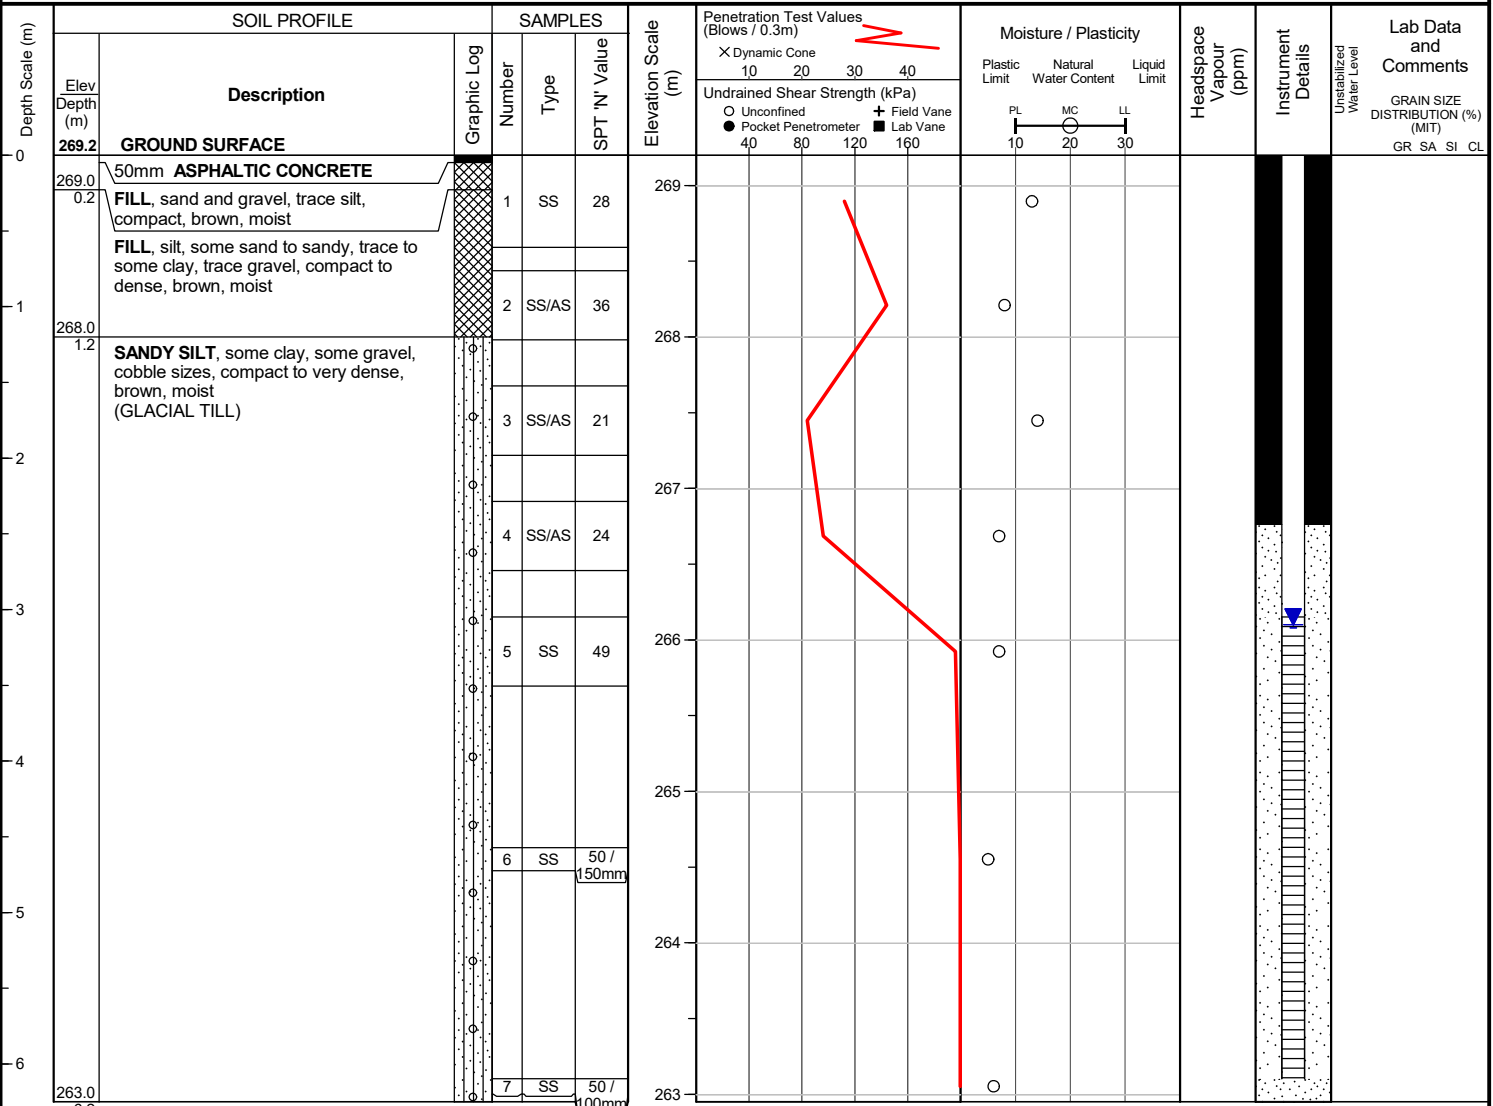 SOIL PROFILE
SAMPLES
Depth Scale (m)
Elev
Depth
(m)
Description
Graphic Log
Number
Type
SPT 'N' Value
Elevation Scale
(m)
Penetration Test Values
(Blows / 0.3m)
Dynamic Cone
10 20 30 40
Undrained Shear Strength (kPa)
Unconfined Field Vane
Pocket Penetrometer Lab Vane
40 80 120 160
Moisture / Plasticity
Plastic Natural Liquid
Limit Water Content Limit
PL MC LL
10 20 30
Headspace
Vapour
(ppm)
Instrument
Details
Unstabilized
Water Level
Lab Data
and
Comments
GRAIN SIZE
DISTRIBUTION (%)
(MIT)
GR SA SI CL
269.2 GROUND SURFACE
0
50mm ASPHALTIC CONCRETE
269.0
0.2
FILL, sand and gravel, trace silt,
compact, brown, moist
FILL, silt, some sand to sandy, trace to
some clay, trace gravel, compact to
dense, brown, moist
268.0
1.2
SANDY SILT, some clay, some gravel,
cobble sizes, compact to very dense,
brown, moist
(GLACIAL TILL)
263.0
1
2
3
4
5
6
1 SS 28
2 SS/AS 36
3 SS/AS 21
4 SS/AS 24
5 SS 49
6 SS 50 /
150mm
7 SS 50 /
100mm
269
268
267
266
265
264
263